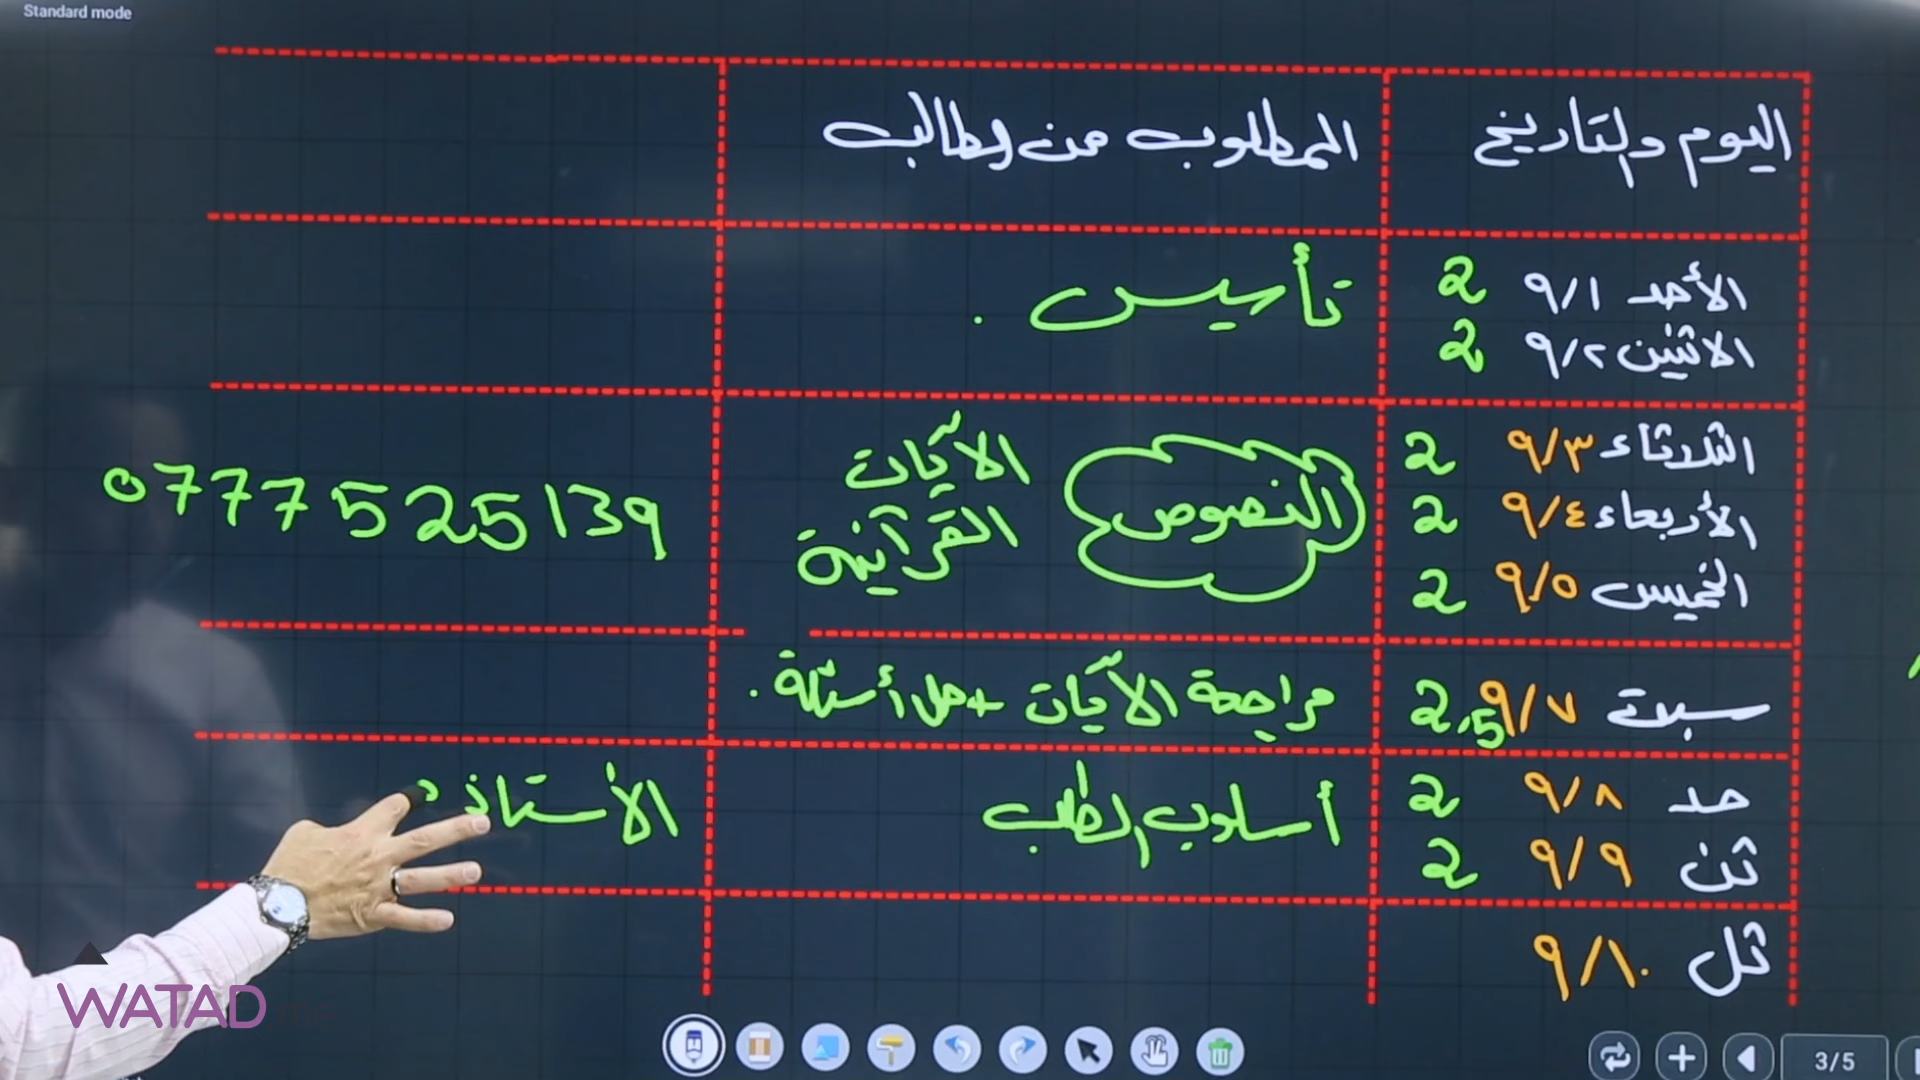 Standard mode
اليوم والتاريخ
المطلوب من الطالب
الأحد ٩/١ 2
الاثنين ٩/٢ 2
تأسيس .
الثلاثاء ٩/٣ 2
الأربعاء ٩/٤ 2
الخميس ٩/٥ 2
النصوص
الآيات
القرآنية
0777525139
سبت ٩/٧ 2,5
مراجعة الآيات + حل أسئلة .
حد ٩/٨ 2
ثن ٩/٩ 2
أسلوب الطلب
الأستاذ
ثل ٩/١٠
WATAD
3/5